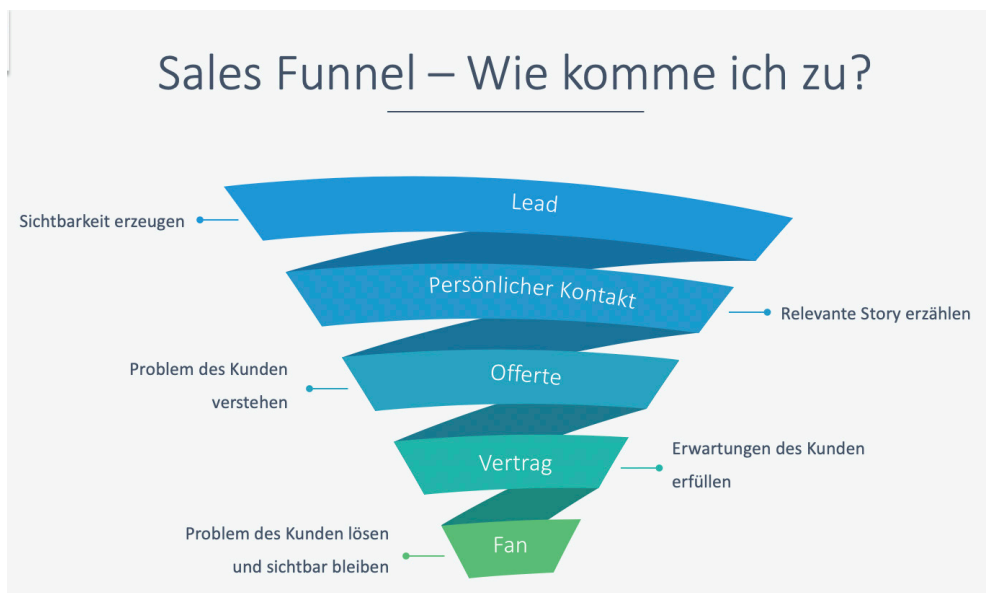 Sales Funnel – Wie komme ich zu?
Lead
Sichtbarkeit erzeugen
Persönlicher Kontakt
Relevante Story erzählen
Offerte
Problem des Kunden
verstehen
Vertrag
Erwartungen des Kunden
erfüllen
Fan
Problem des Kunden lösen
und sichtbar bleiben